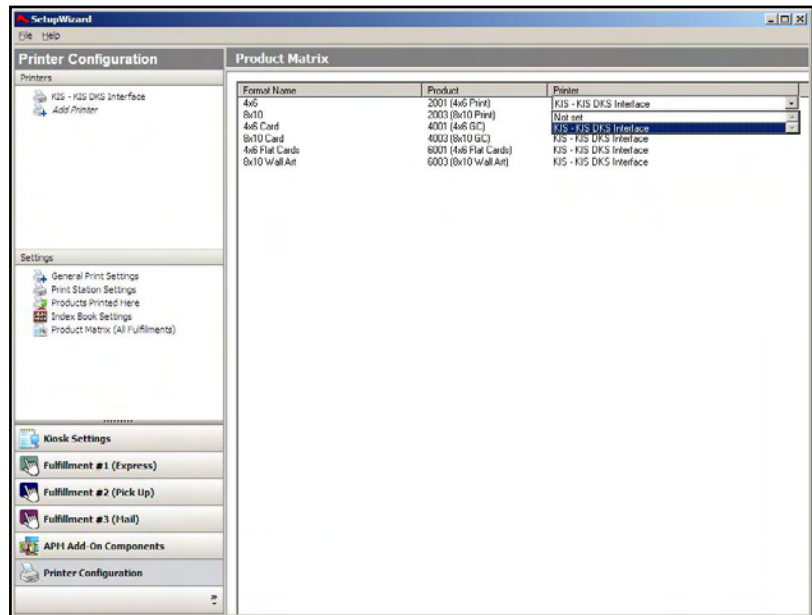 SetupWizard
File Help
Printer Configuration
Printers
KIS - KIS DKS Interface
Add Printer
Settings
General Print Settings
Print Station Settings
Products Printed Here
Index Book Settings
Product Matrix (All Fulfilments)
Kiosk Settings
Fulfillment #1 (Express)
Fulfillment #2 (Pick Up)
Fulfillment #3 (Mail)
APM Add-On Components
Printer Configuration
Product Matrix
Format Name Product Printer
4x6 2001 (4x6 Print) KIS - KIS DKS Interface
8x10 2003 (8x10 Print) Not set
4x6 Card 4001 (4x6 GC) KIS - KIS DKS Interface
8x10 Card 4003 (8x10 GC) KIS - KIS DKS Interface
4x6 Flat Cards 6001 (4x6 Flat Cards) KIS - KIS DKS Interface
8x10 Wall Art 6003 (8x10 Wall Art) KIS - KIS DKS Interface